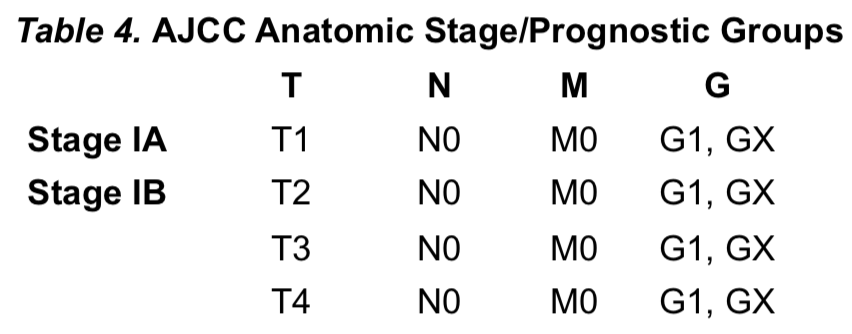 Table 4. AJCC Anatomic Stage/Prognostic Groups
T N M G
Stage IA T1 N0 M0 G1, GX
Stage IB T2 N0 M0 G1, GX
T3 N0 M0 G1, GX
T4 N0 M0 G1, GX